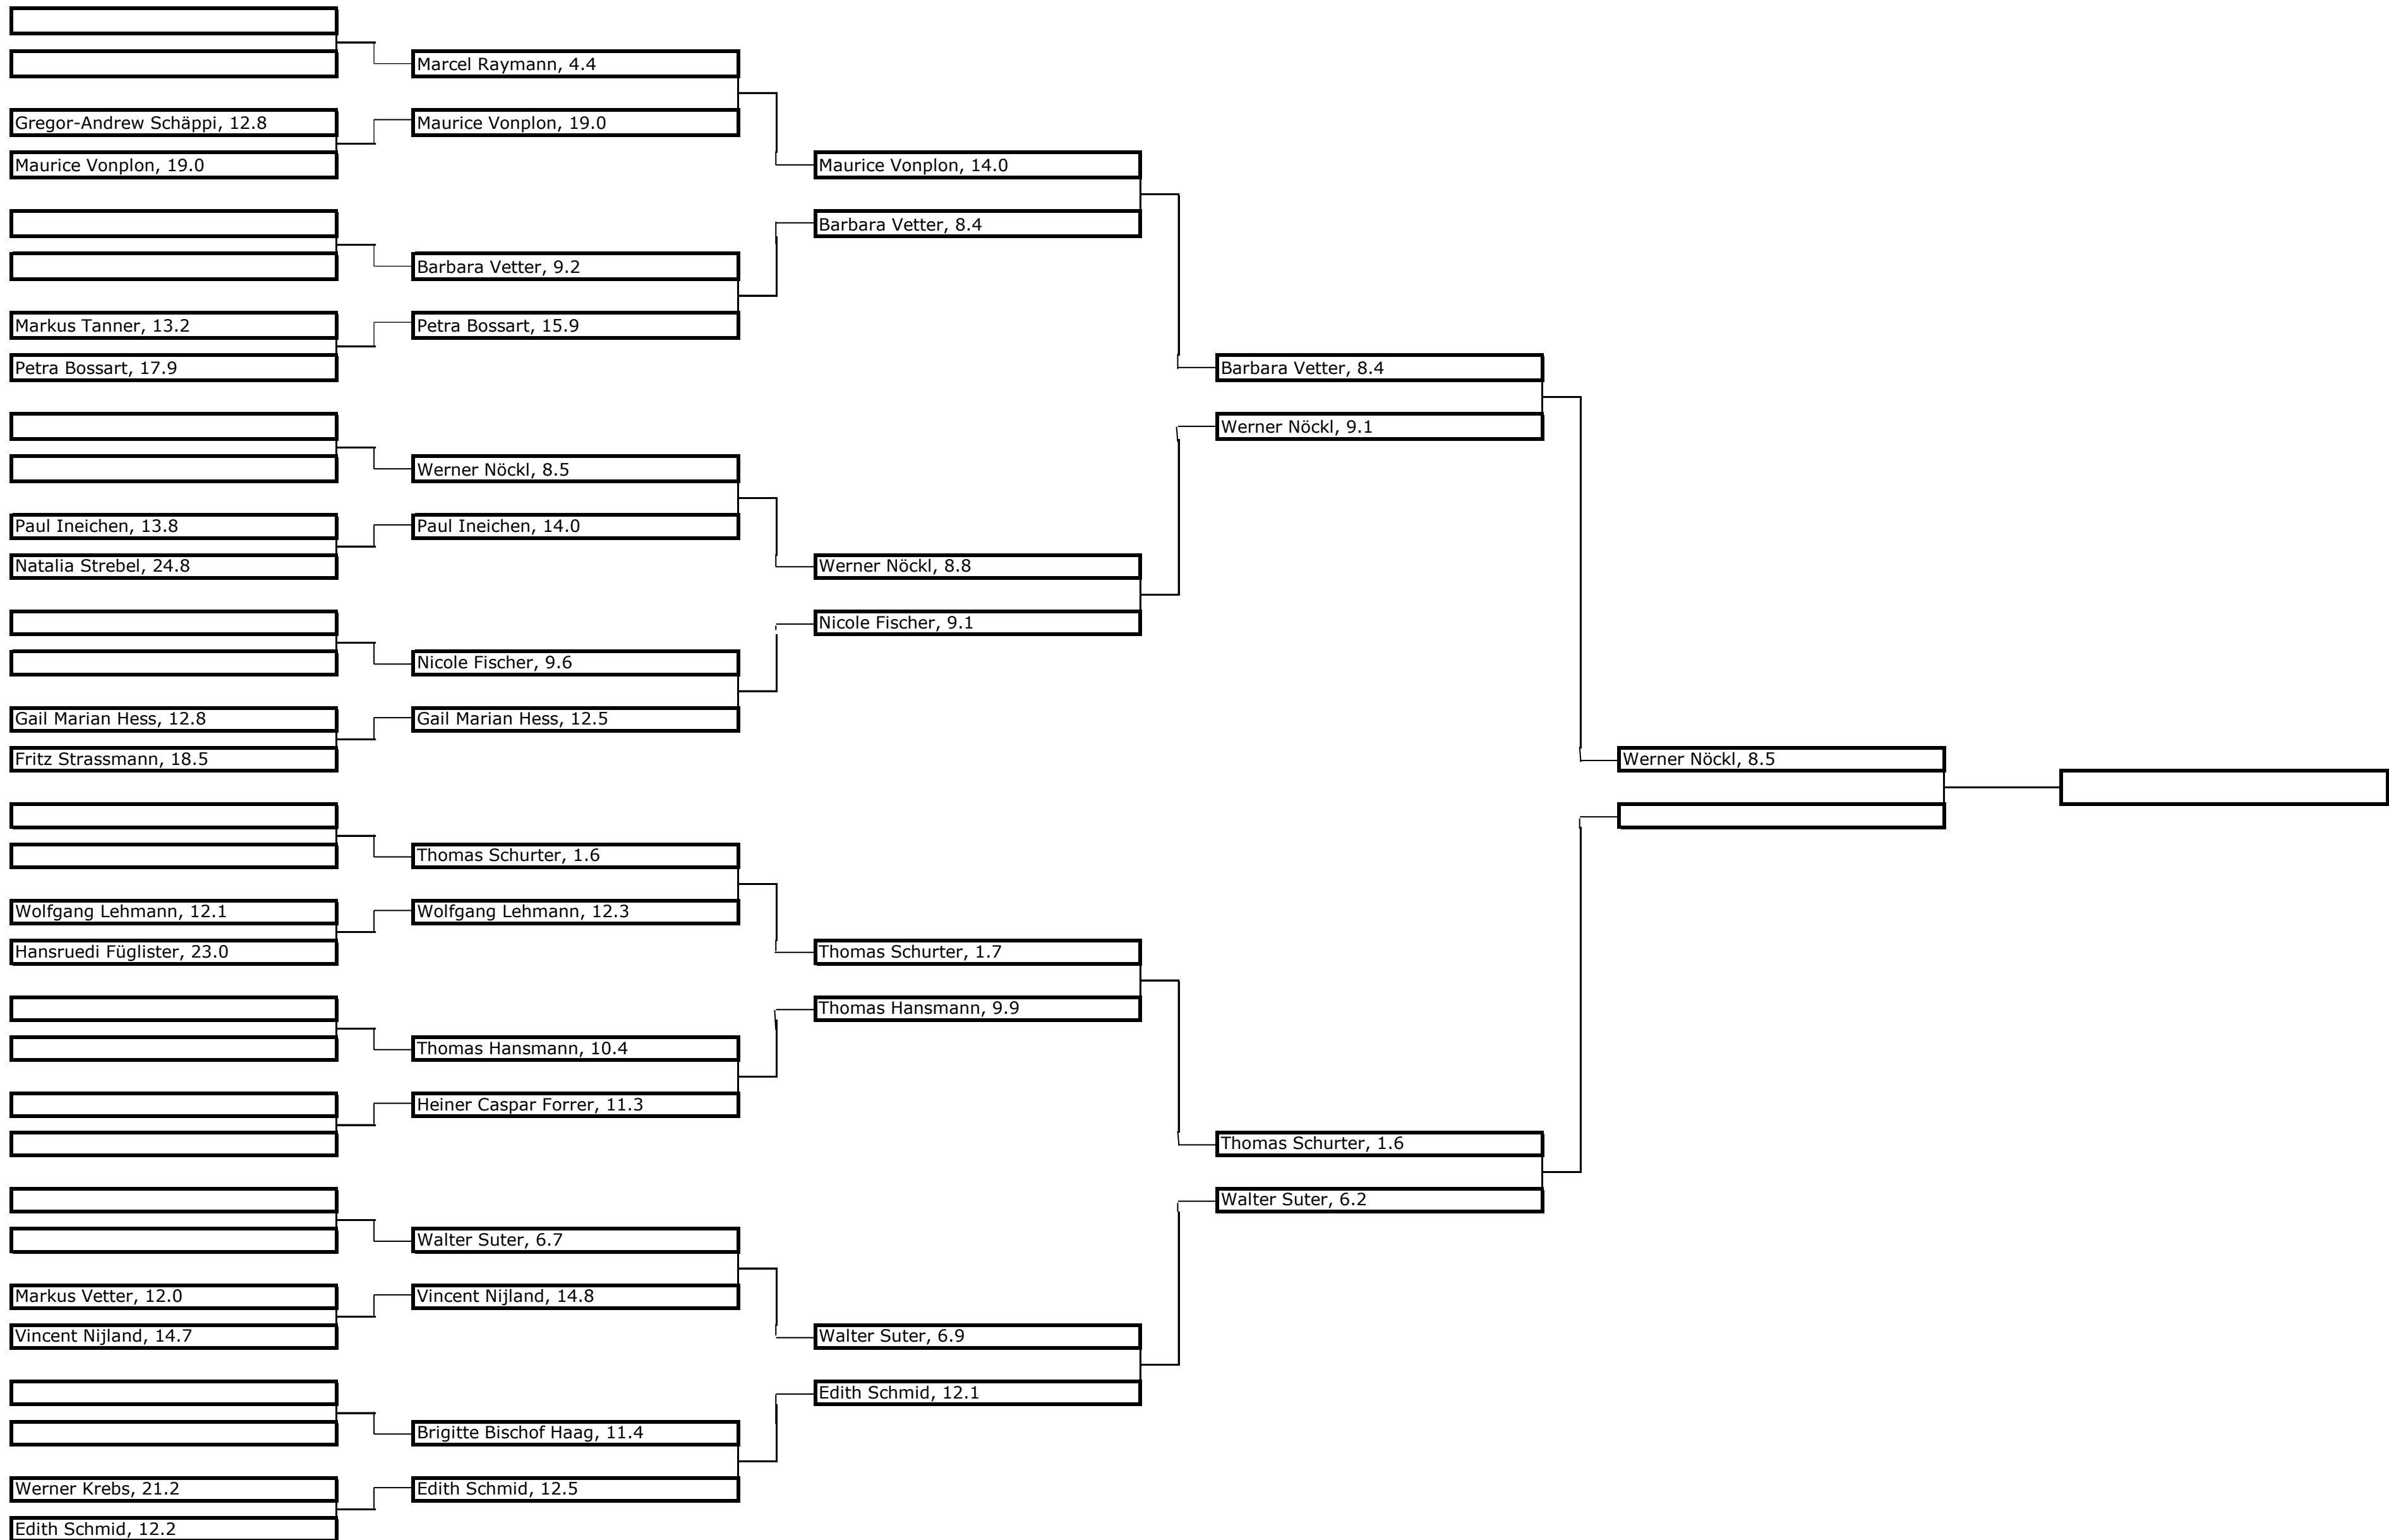 Marcel Raymann, 4.4
Gregor-Andrew Schäppi, 12.8
Maurice Vonplon, 19.0
Maurice Vonplon, 19.0
Maurice Vonplon, 14.0
Barbara Vetter, 8.4
Barbara Vetter, 9.2
Markus Tanner, 13.2
Petra Bossart, 15.9
Petra Bossart, 17.9
Barbara Vetter, 8.4
Werner Nöckl, 9.1
Werner Nöckl, 8.5
Paul Ineichen, 13.8
Paul Ineichen, 14.0
Natalia Strebel, 24.8
Werner Nöckl, 8.8
Nicole Fischer, 9.1
Nicole Fischer, 9.6
Gail Marian Hess, 12.8
Gail Marian Hess, 12.5
Fritz Strassmann, 18.5
Werner Nöckl, 8.5
Thomas Schurter, 1.6
Wolfgang Lehmann, 12.1
Wolfgang Lehmann, 12.3
Hansruedi Füglister, 23.0
Thomas Schurter, 1.7
Thomas Hansmann, 9.9
Thomas Hansmann, 10.4
Heiner Caspar Forrer, 11.3
Thomas Schurter, 1.6
Walter Suter, 6.2
Walter Suter, 6.7
Markus Vetter, 12.0
Vincent Nijland, 14.8
Vincent Nijland, 14.7
Walter Suter, 6.9
Edith Schmid, 12.1
Brigitte Bischof Haag, 11.4
Werner Krebs, 21.2
Edith Schmid, 12.5
Edith Schmid, 12.2